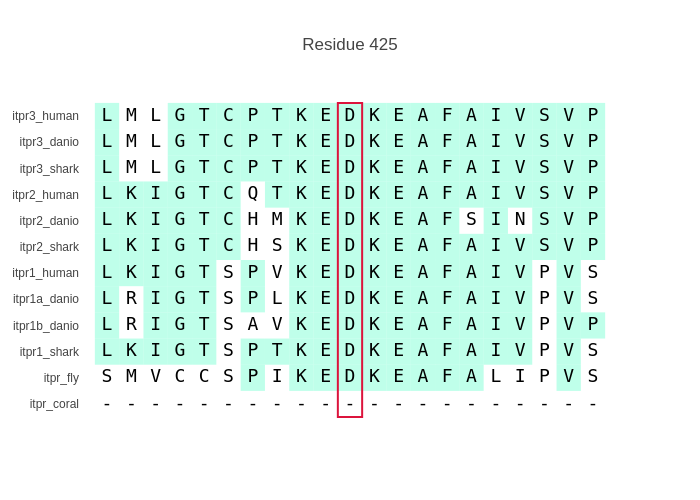 Residue 425
itpr3_human L M L G T C P T K E D K E A F A I V S V P
itpr3_danio L M L G T C P T K E D K E A F A I V S V P
itpr3_shark L M L G T C P T K E D K E A F A I V S V P
itpr2_human L K I G T C Q T K E D K E A F A I V S V P
itpr2_danio L K I G T C H M K E D K E A F S I N S V P
itpr2_shark L K I G T C H S K E D K E A F A I V S V P
itpr1_human L K I G T S P V K E D K E A F A I V P V S
itpr1a_danio L R I G T S P L K E D K E A F A I V P V S
itpr1b_danio L R I G T S A V K E D K E A F A I V P V P
itpr1_shark L K I G T S P T K E D K E A F A I V P V S
itpr_fly S M V C C S P I K E D K E A F A L I P V S
itpr_coral - - - - - - - - - - - - - - - - - - - - -